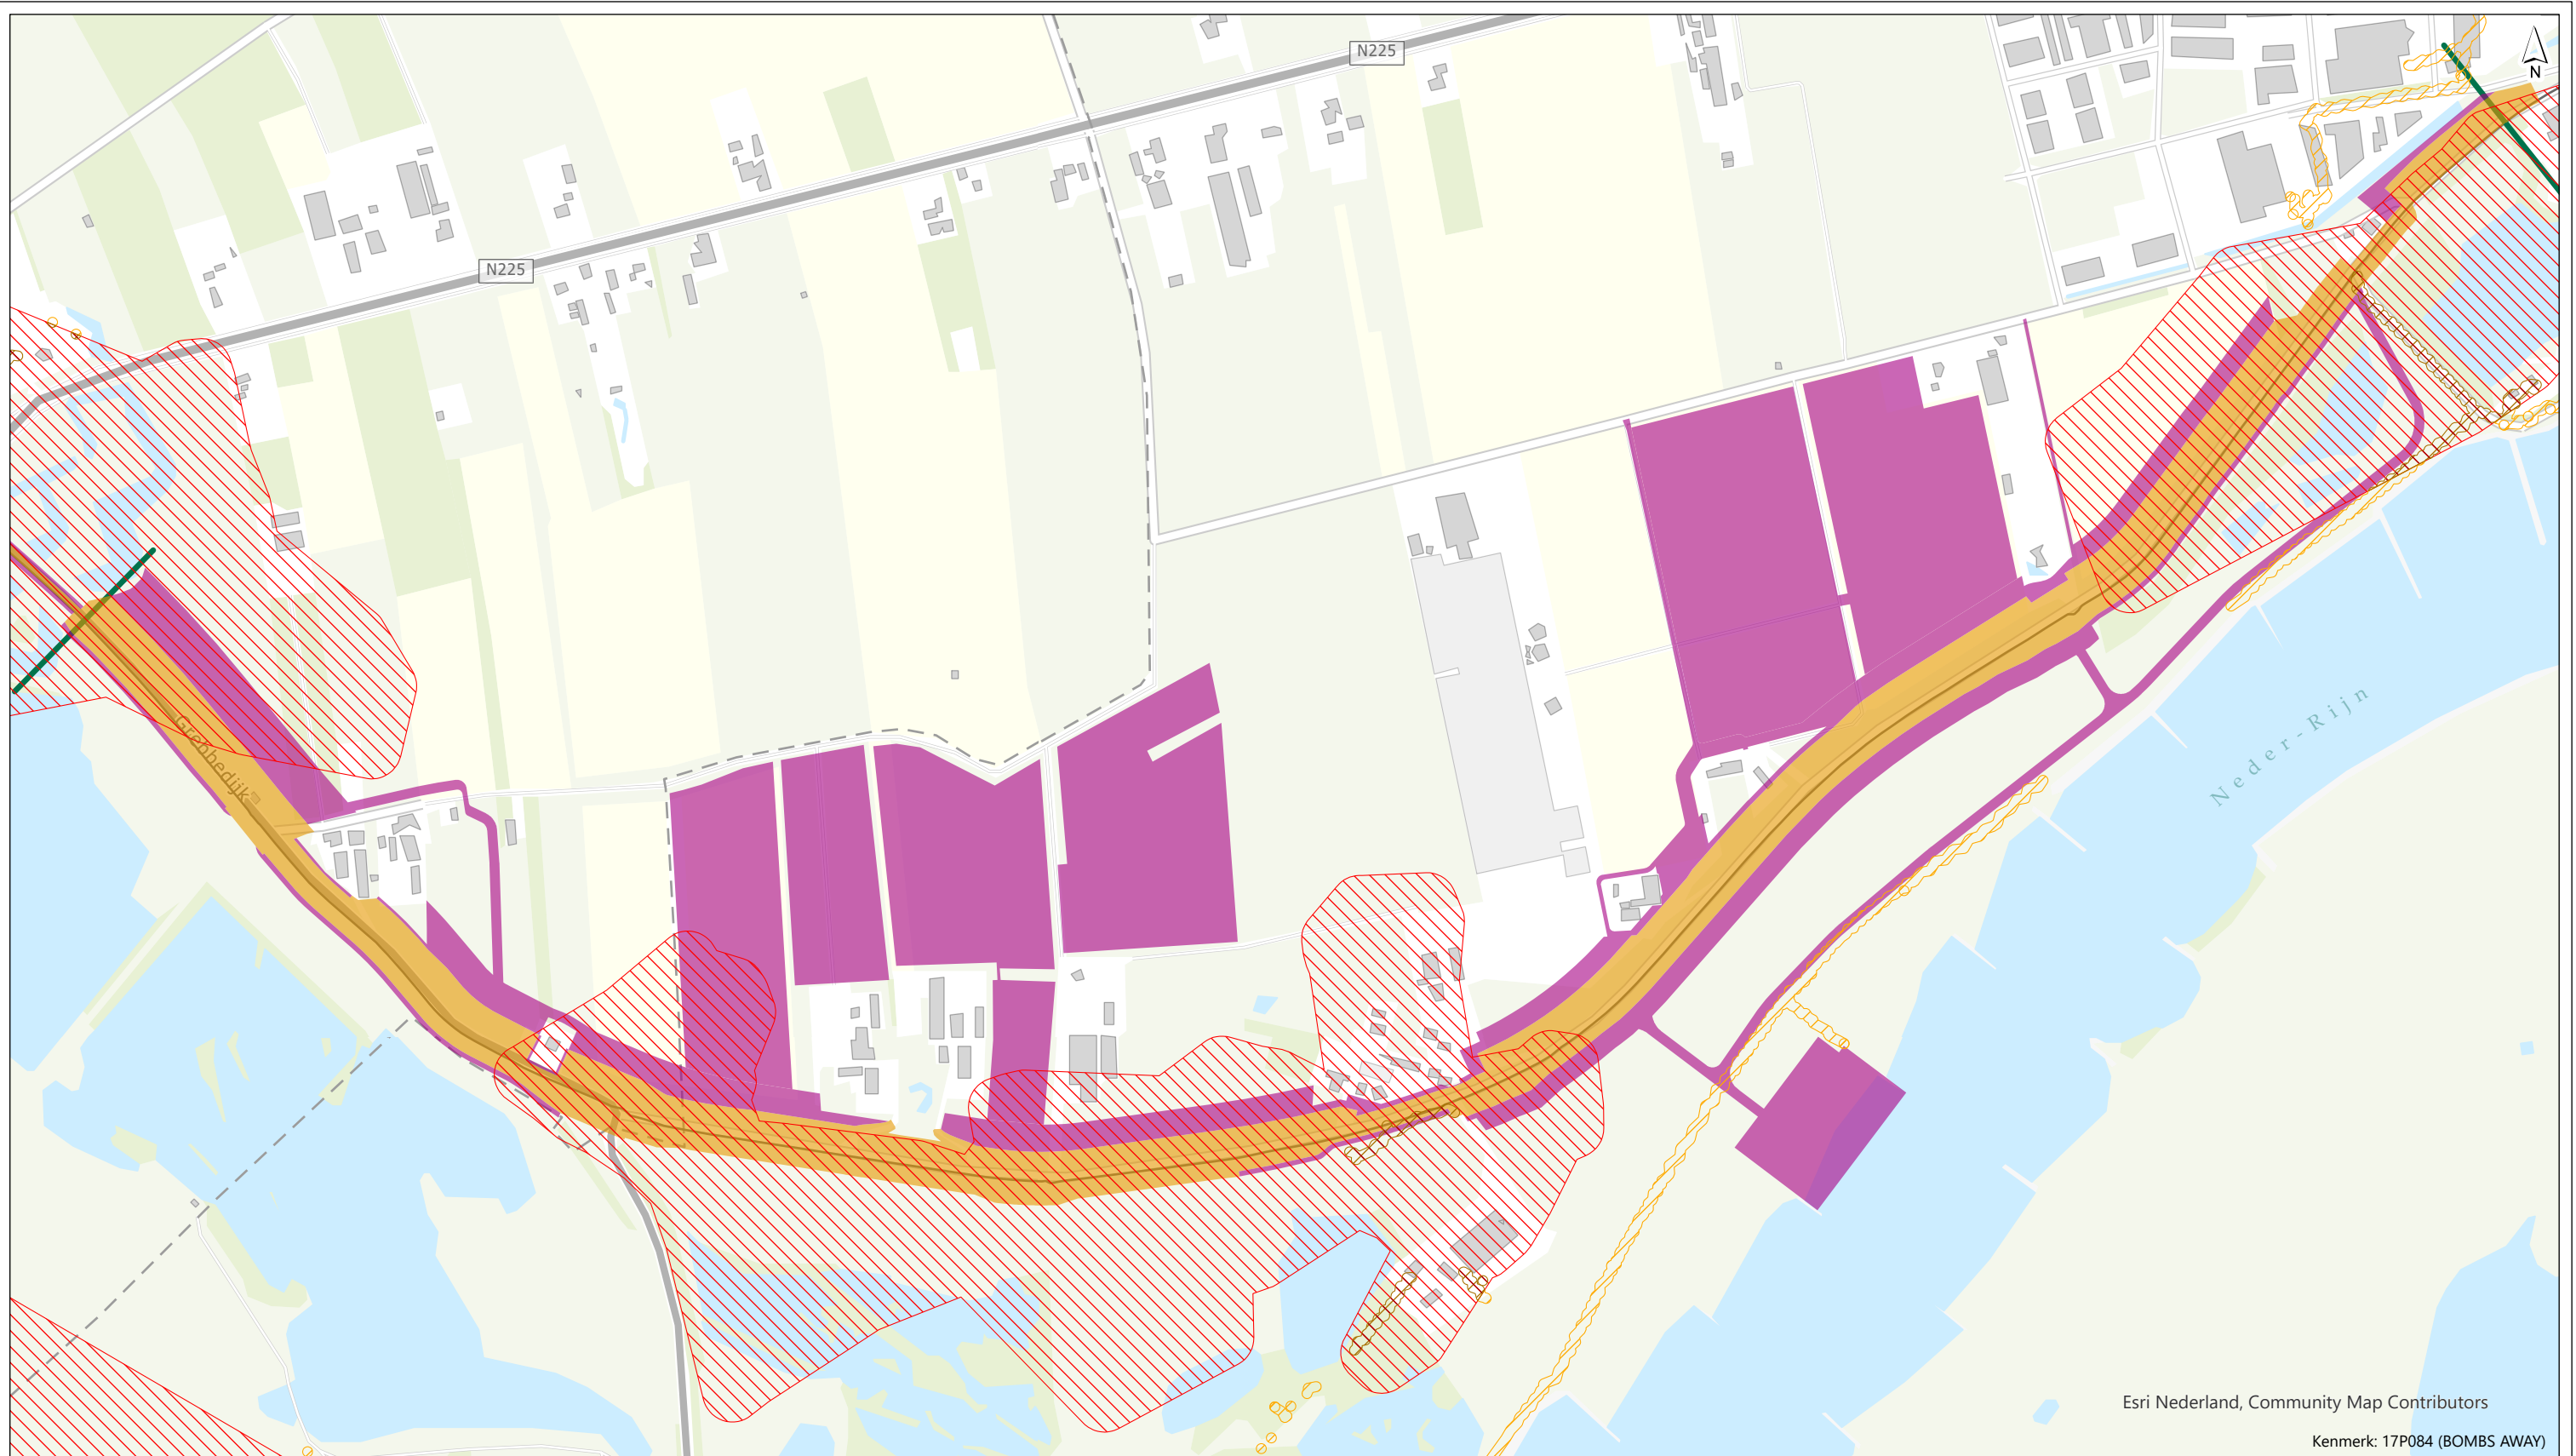 N225
N
N225
Grebbedijk
Neder-Rijn
Esri Nederland, Community Map Contributors
Kenmerk: 17P084 (BOMBS AWAY)